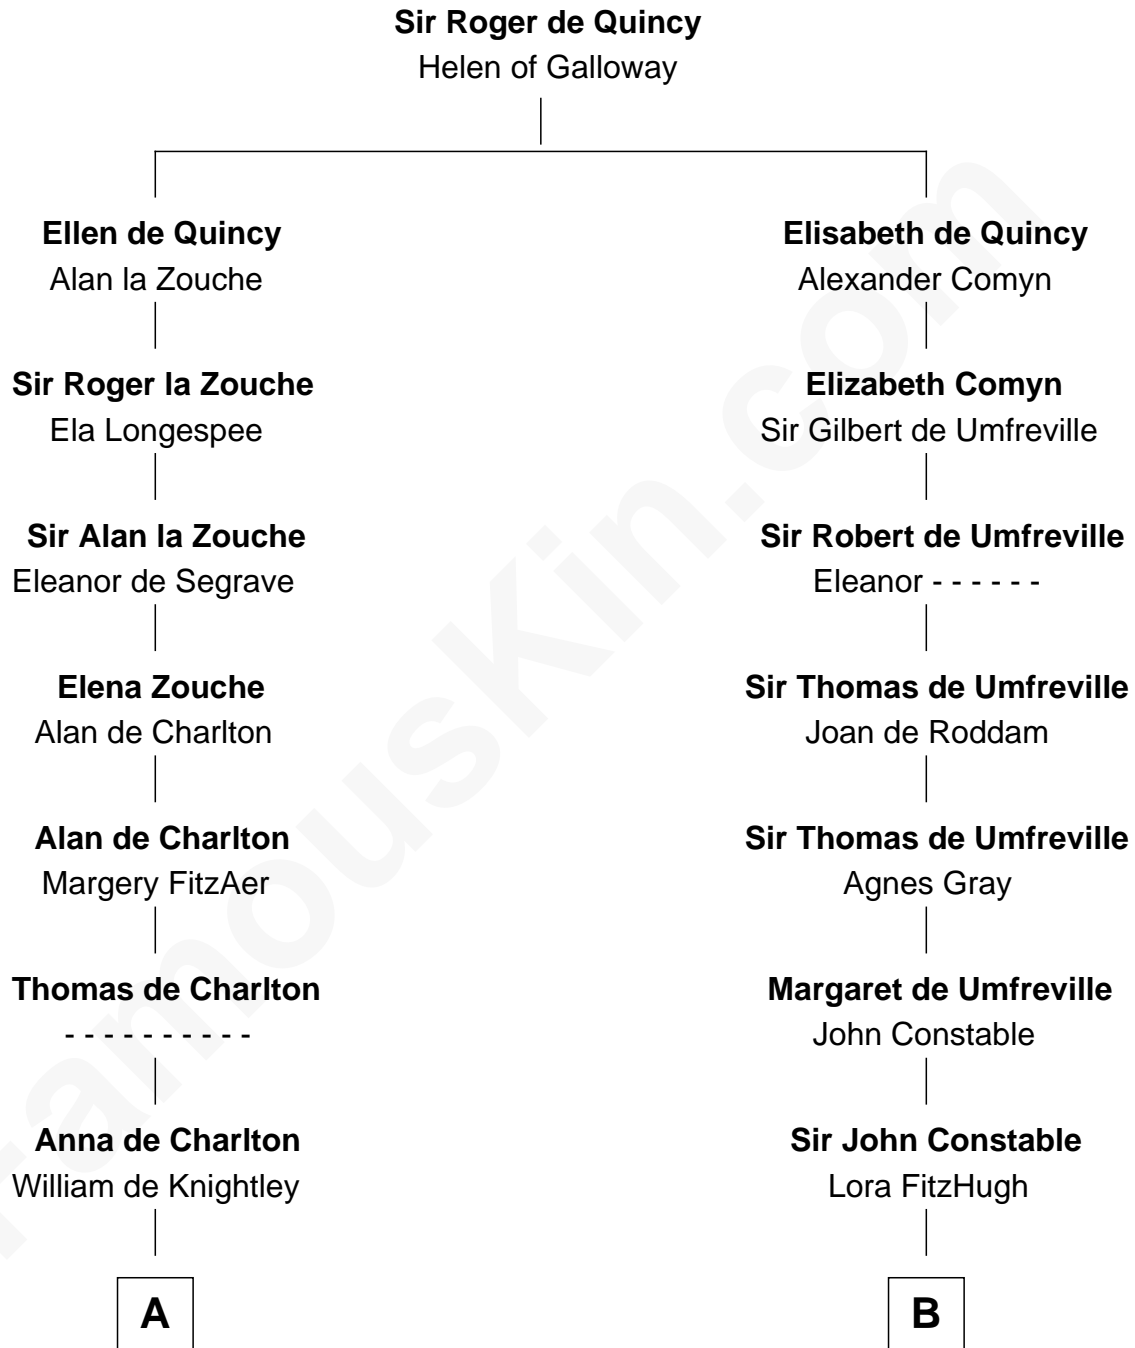 Sir Roger de Quincy
Helen of Galloway
Ellen de Quincy
Alan la Zouche
Elisabeth de Quincy
Alexander Comyn
Sir Roger la Zouche
Ela Longespee
Elizabeth Comyn
Sir Gilbert de Umfreville
Sir Alan la Zouche
Eleanor de Segrave
Sir Robert de Umfreville
Eleanor - - - - - -
Elena Zouche
Alan de Charlton
Sir Thomas de Umfreville
Joan de Roddam
Alan de Charlton
Margery FitzAer
Sir Thomas de Umfreville
Agnes Gray
Thomas de Charlton
- - - - - - - - - -
Margaret de Umfreville
John Constable
Anna de Charlton
William de Knightley
Sir John Constable
Lora FitzHugh
A
B
FamousKin.com